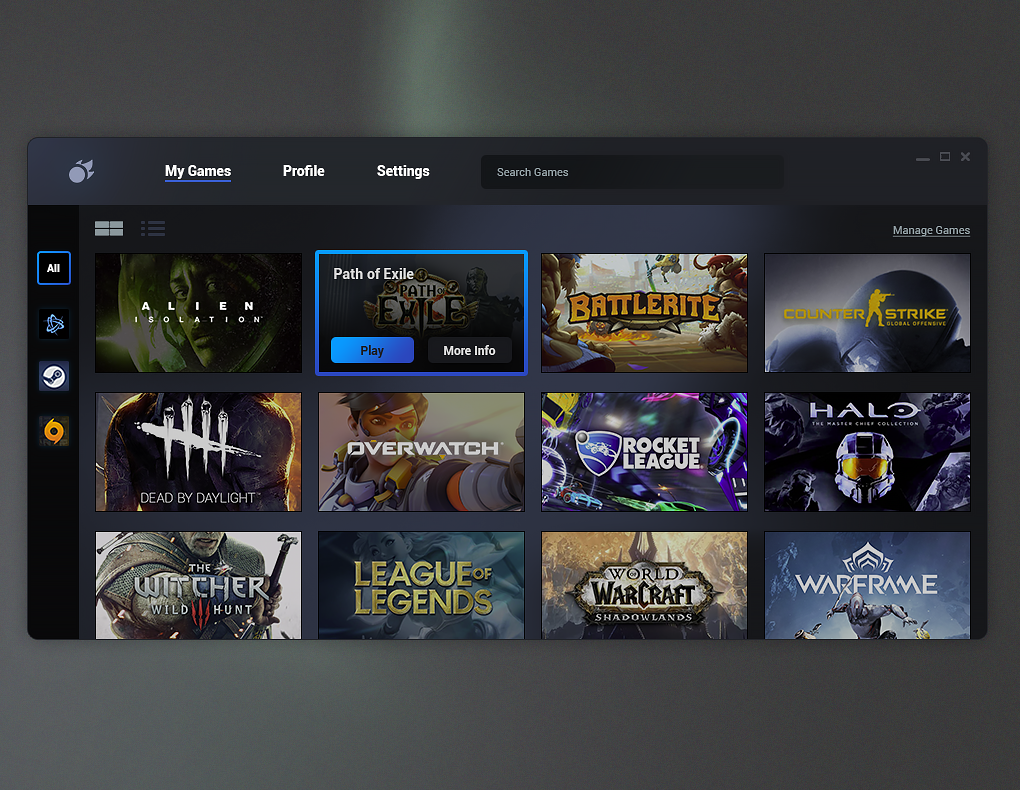 My Games
Profile
Settings
Search Games
Manage Games
All
ALIEN
ISOLATION
Path of Exile
PATH OF
EXILE
Play
More Info
BATTLERITE
COUNTER STRIKE
GLOBAL OFFENSIVE
DEAD BY DAYLIGHT™
OVERWATCH
ROCKET
LEAGUE
HALO
THE MASTER CHIEF COLLECTION
THE
WITCHER
WILD HUNT
LEAGUE OF
LEGENDS
WORLD
OF
WARCRAFT
SHADOWLANDS
WARFRAME